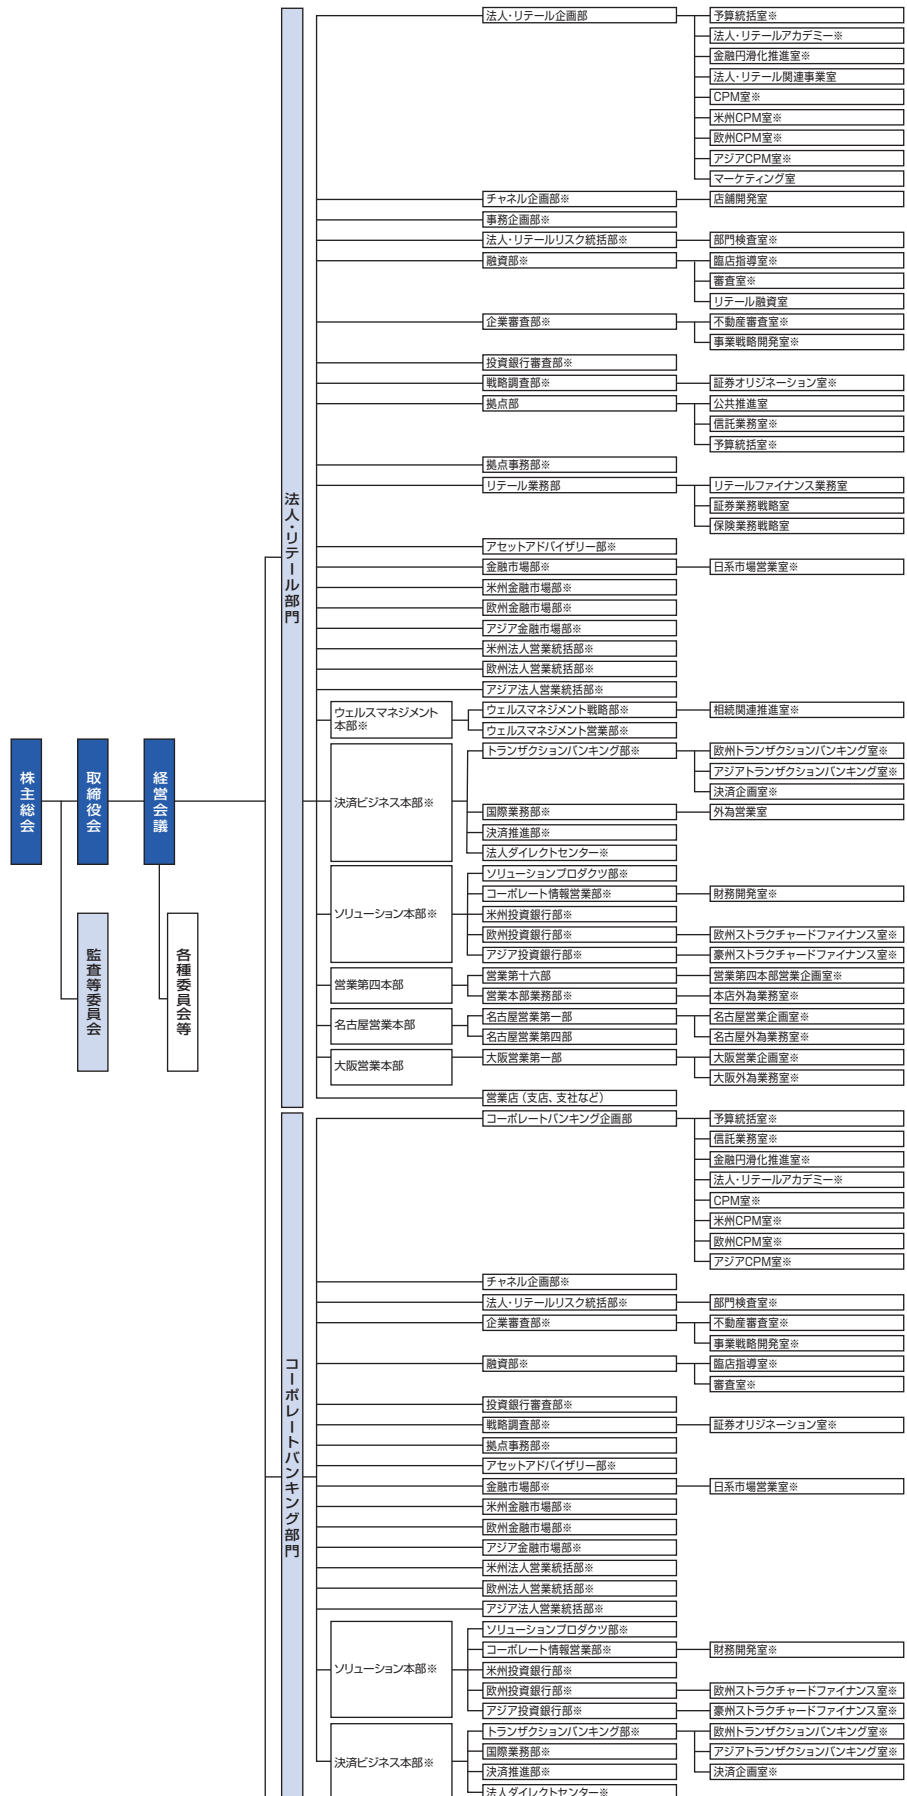 株主総会
取締役会
経営会議
監査等委員会
各種委員会等
法人・リテール部門
法人・リテール企画部
予算統括室※
法人・リテールアカデミー※
金融円滑化推進室※
法人・リテール関連事業室
CPM室※
米州CPM室※
欧州CPM室※
アジアCPM室※
マーケティング室
チャネル企画部※
店舗開発室
事務企画部※
法人・リテールリスク統括部※
部門検査室※
融資部※
臨店指導室※
審査室※
リテール融資室
企業審査部※
不動産審査室※
事業戦略開発室※
投資銀行審査部※
戦略調査部※
証券オリジネーション室※
拠点部
公共推進室
信託業務室※
予算統括室※
拠点事務部※
リテール業務部
リテールファイナンス業務室
証券業務戦略室
保険業務戦略室
アセットアドバイザリー部※
金融市場部※
日系市場営業室※
米州金融市場部※
欧州金融市場部※
アジア金融市場部※
米州法人営業統括部※
欧州法人営業統括部※
アジア法人営業統括部※
ウェルスマネジメント
本部※
ウェルスマネジメント戦略部※
相続関連推進室※
ウェルスマネジメント営業部※
決済ビジネス本部※
トランザクションバンキング部※
欧州トランザクションバンキング室※
アジアトランザクションバンキング室※
決済企画室※
国際業務部※
外為営業室
決済推進部※
法人ダイレクトセンター※
ソリューション本部※
ソリューションプロダクツ部※
コーポレート情報営業部※
財務開発室※
米州投資銀行部※
欧州投資銀行部※
欧州ストラクチャードファイナンス室※
アジア投資銀行部※
豪州ストラクチャードファイナンス室※
営業第四本部
営業第十六部
営業第四本部営業企画室※
営業本部業務部※
本店外為業務室※
名古屋営業本部
名古屋営業第一部
名古屋営業企画室※
名古屋営業第四部
名古屋外為業務室※
大阪営業本部
大阪営業第一部
大阪営業企画室※
大阪外為業務室※
営業店（支店、支社など）
コーポレートバンキング部門
コーポレートバンキング企画部
予算統括室※
信託業務室※
金融円滑化推進室※
法人・リテールアカデミー※
CPM室※
米州CPM室※
欧州CPM室※
アジアCPM室※
チャネル企画部※
法人・リテールリスク統括部※
部門検査室※
企業審査部※
不動産審査室※
事業戦略開発室※
融資部※
臨店指導室※
審査室※
投資銀行審査部※
戦略調査部※
証券オリジネーション室※
拠点事務部※
アセットアドバイザリー部※
金融市場部※
日系市場営業室※
米州金融市場部※
欧州金融市場部※
アジア金融市場部※
米州法人営業統括部※
欧州法人営業統括部※
アジア法人営業統括部※
ソリューション本部※
ソリューションプロダクツ部※
コーポレート情報営業部※
財務開発室※
米州投資銀行部※
欧州投資銀行部※
欧州ストラクチャードファイナンス室※
アジア投資銀行部※
豪州ストラクチャードファイナンス室※
決済ビジネス本部※
トランザクションバンキング部※
欧州トランザクションバンキング室※
国際業務部※
アジアトランザクションバンキング室※
決済推進部※
決済企画室※
法人ダイレクトセンター※